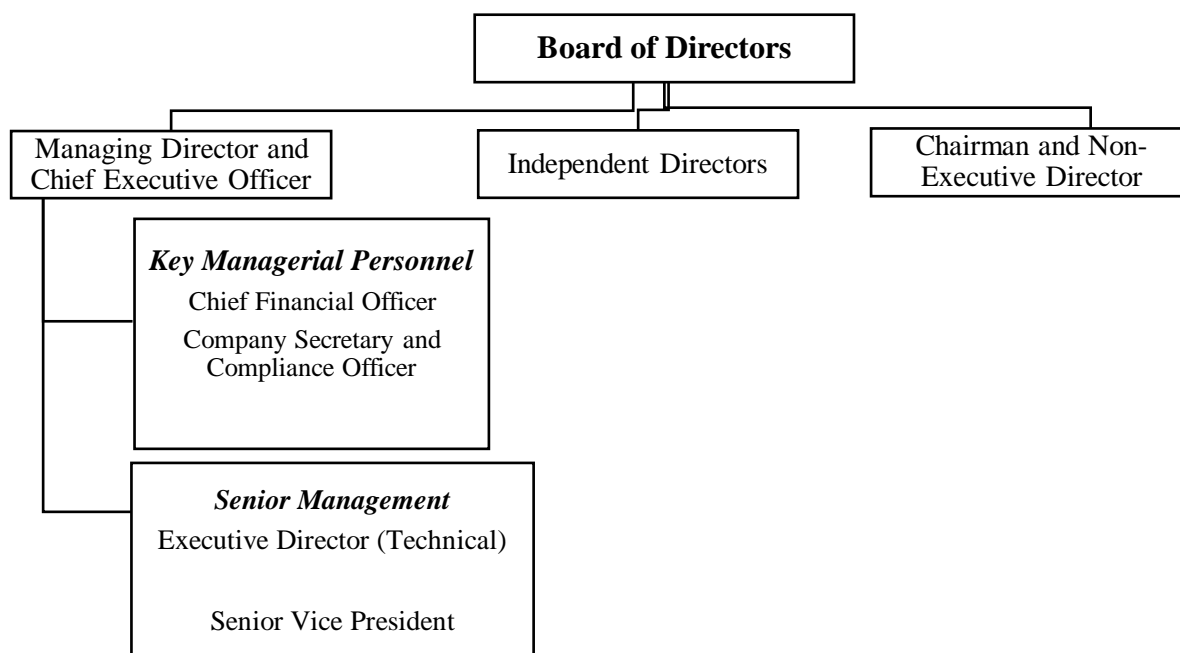 Board of Directors
Managing Director and
Chief Executive Officer
Independent Directors
Chairman and Non-
Executive Director
Key Managerial Personnel
Chief Financial Officer
Company Secretary and
Compliance Officer
Senior Management
Executive Director (Technical)
Senior Vice President